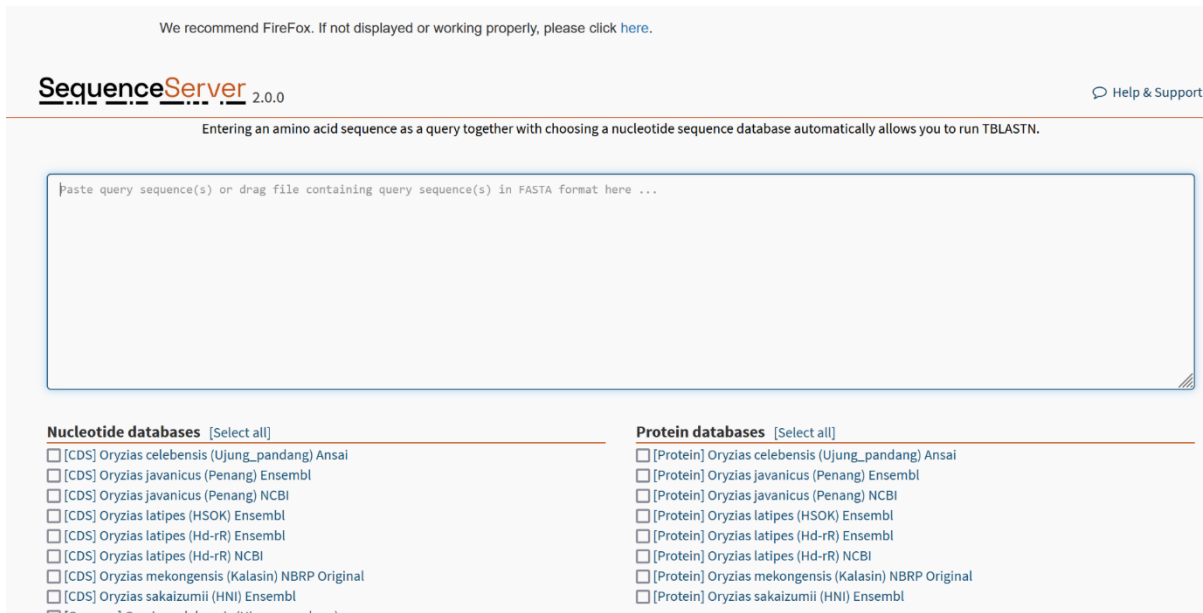 We recommend FireFox. If not displayed or working properly, please click here.
SequenceServer 2.0.0
Help & Support
Entering an amino acid sequence as a query together with choosing a nucleotide sequence database automatically allows you to run TBLASTN.
Paste query sequence(s) or drag file containing query sequence(s) in FASTA format here ...
Nucleotide databases [Select all]
[CDS] Oryzias celebensis (Ujung_pandang) Ansai
[CDS] Oryzias javanicus (Penang) Ensembl
[CDS] Oryzias javanicus (Penang) NCBI
[CDS] Oryzias latipes (HSOK) Ensembl
[CDS] Oryzias latipes (Hd-rR) Ensembl
[CDS] Oryzias latipes (Hd-rR) NCBI
[CDS] Oryzias mekongensis (Kalasin) NBRP Original
[CDS] Oryzias sakaizumii (HNI) Ensembl
Protein databases [Select all]
[Protein] Oryzias celebensis (Ujung_pandang) Ansai
[Protein] Oryzias javanicus (Penang) Ensembl
[Protein] Oryzias javanicus (Penang) NCBI
[Protein] Oryzias latipes (HSOK) Ensembl
[Protein] Oryzias latipes (Hd-rR) Ensembl
[Protein] Oryzias latipes (Hd-rR) NCBI
[Protein] Oryzias mekongensis (Kalasin) NBRP Original
[Protein] Oryzias sakaizumii (HNI) Ensembl